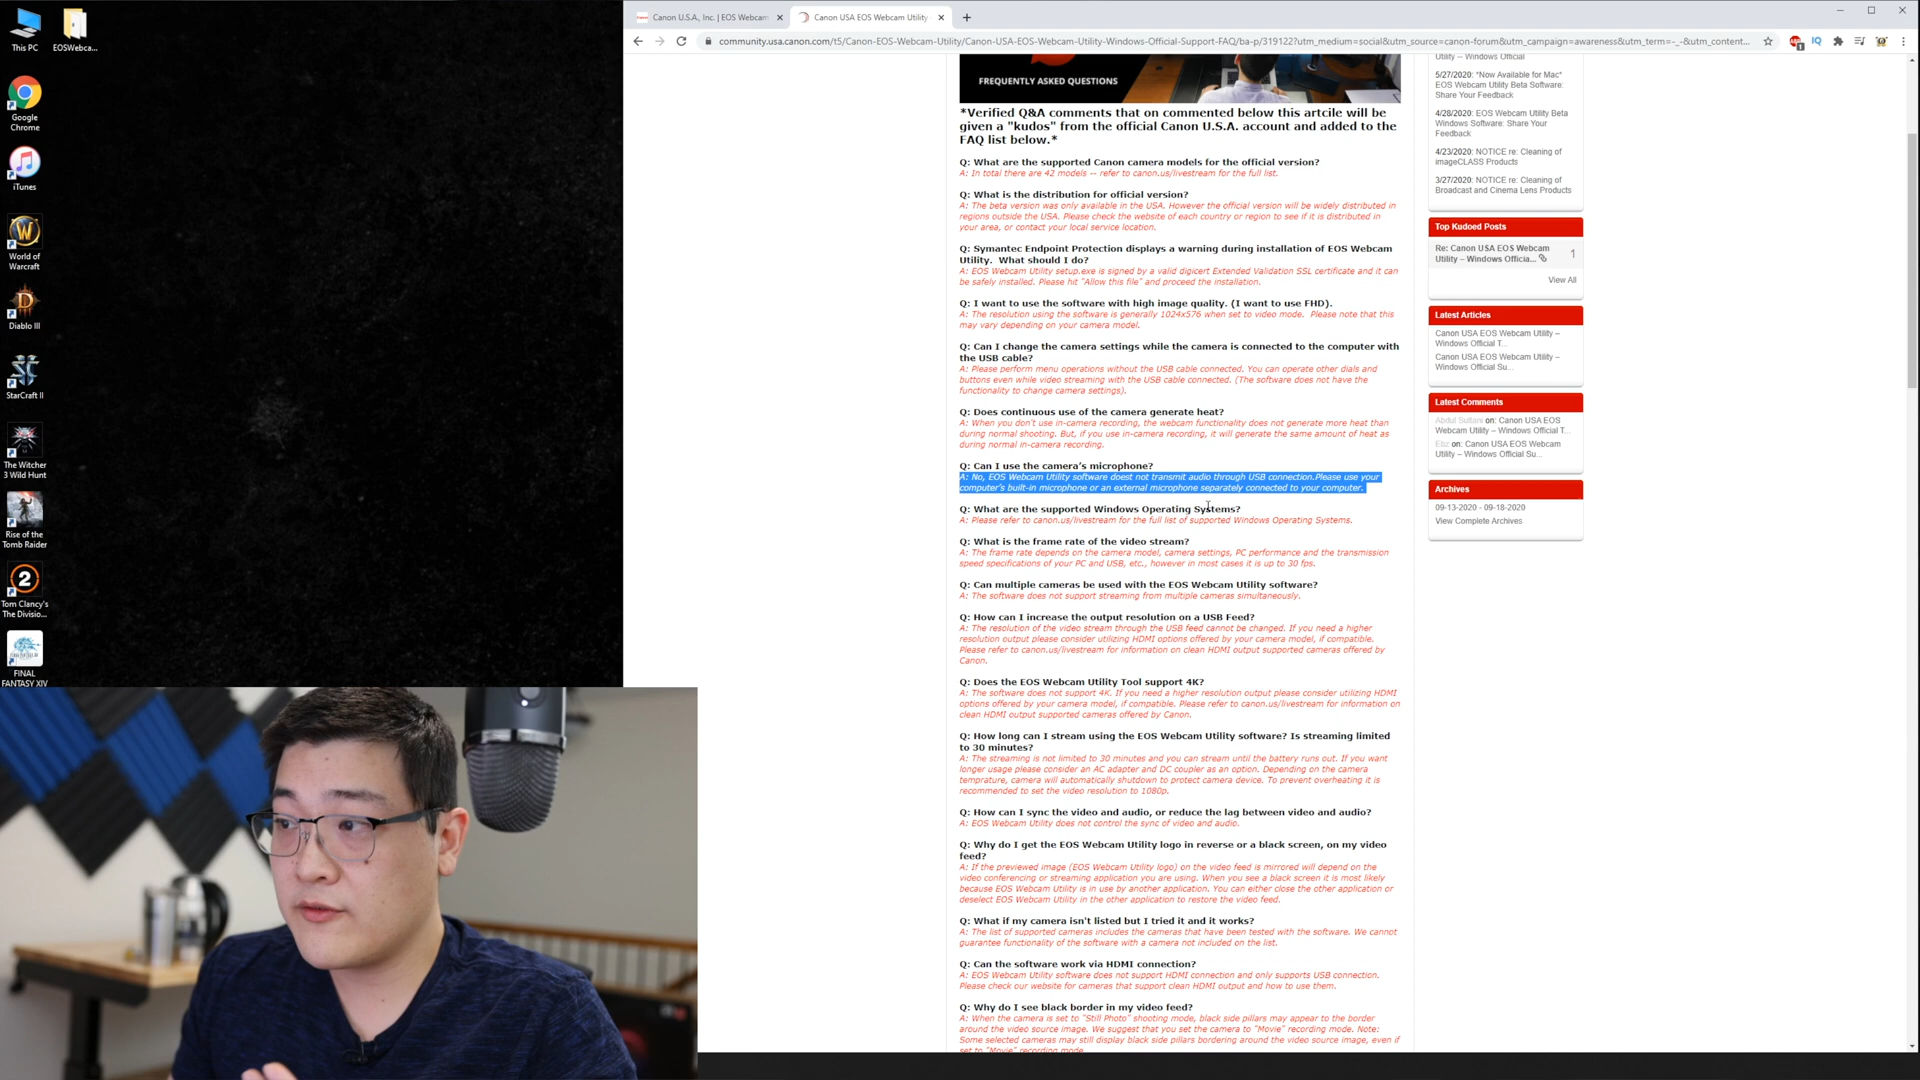 This PC
EOSWebca...
Google
Chrome
iTunes
World of
Warcraft
Diablo III
StarCraft II
The Witcher
3 Wild Hunt
Rise of the
Tomb Raider
Tom Clancy's
The Divisio...
FINAL
FANTASY XIV
Canon U.S.A., Inc. | EOS Webcam
Canon USA EOS Webcam Utility
community.usa.canon.com/t5/Canon-EOS-Webcam-Utility/Canon-USA-EOS-Webcam-Utility-Windows-Official-Support-FAQ/ba-p/319122?utm_medium=social&utm_source=canon-forum&utm_campaign=awareness&utm_term=-_-&utm_content...
FREQUENTLY ASKED QUESTIONS
*Verified Q&A comments that on commented below this artcile will be
given a "kudos" from the official Canon U.S.A. account and added to the
FAQ list below.*
Q: What are the supported Canon camera models for the official version?
A: In total there are 42 models -- refer to canon.us/livestream for the full list.
Q: What is the distribution for official version?
A: The beta version was only available in the USA. However the official version will be widely distributed in
regions outside the USA. Please check the website of each country or region to see if it is distributed in
your area, or contact your local service location.
Q: Symantec Endpoint Protection displays a warning during installation of EOS Webcam
Utility. What should I do?
A: EOS Webcam Utility setup.exe is signed by a valid digicert Extended Validation SSL certificate and it can
be safely installed. Please hit "Allow this file" and proceed the installation.
Q: I want to use the software with high image quality. (I want to use FHD).
A: The resolution using the software is generally 1024x576 when set to video mode. Please note that this
may vary depending on your camera model.
Q: Can I change the camera settings while the camera is connected to the computer with
the USB cable?
A: Please perform menu operations without the USB cable connected. You can operate other dials and
buttons even while video streaming with the USB cable connected. (The software does not have the
functionality to change camera settings).
Q: Does continuous use of the camera generate heat?
A: When you don't use in-camera recording, the webcam functionality does not generate more heat than
during normal shooting. But, if you use in-camera recording, it will generate the same amount of heat as
during normal in-camera recording.
Q: Can I use the camera's microphone?
A: No, EOS Webcam Utility software doest not transmit audio through USB connection.Please use your
computer's built-in microphone or an external microphone separately connected to your computer.
Q: What are the supported Windows Operating Systems?
A: Please refer to canon.us/livestream for the full list of supported Windows Operating Systems.
Q: What is the frame rate of the video stream?
A: The frame rate depends on the camera model, camera settings, PC performance and the transmission
speed specifications of your PC and USB, etc., however in most cases it is up to 30 fps.
Q: Can multiple cameras be used with the EOS Webcam Utility software?
A: The software does not support streaming from multiple cameras simultaneously.
Q: How can I increase the output resolution on a USB Feed?
A: The resolution of the video stream through the USB feed cannot be changed. If you need a higher
resolution output please consider utilizing HDMI options offered by your camera model, if compatible.
Please refer to canon.us/livestream for information on clean HDMI output supported cameras offered by
Canon.
Q: Does the EOS Webcam Utility Tool support 4K?
A: The software does not support 4K. If you need a higher resolution output please consider utilizing HDMI
options offered by your camera model, if compatible. Please refer to canon.us/livestream for information on
clean HDMI output supported cameras offered by Canon.
Q: How long can I stream using the EOS Webcam Utility software? Is streaming limited
to 30 minutes?
A: The streaming is not limited to 30 minutes and you can stream until the battery runs out. If you want
longer usage please consider an AC adapter and DC coupler as an option. Depending on the camera
temprature, camera will automatically shutdown to protect camera device. To prevent overheating it is
recommended to set the video resolution to 1080p.
Q: How can I sync the video and audio, or reduce the lag between video and audio?
A: EOS Webcam Utility does not control the sync of video and audio.
Q: Why do I get the EOS Webcam Utility logo in reverse or a black screen, on my video
feed?
A: If the previewed image (EOS Webcam Utility logo) on the video feed is mirrored will depend on the
video conferencing or streaming application you are using. When you see a black screen it is most likely
because EOS Webcam Utility is in use by another application. You can either close the other application or
deselect EOS Webcam Utility in the other application to restore the video feed.
Q: What if my camera isn't listed but I tried it and it works?
A: The list of supported cameras includes the cameras that have been tested with the software. We cannot
guarantee functionality of the software with a camera not included on the list.
Q: Can the software work via HDMI connection?
A: EOS Webcam Utility software does not support HDMI connection and only supports USB connection.
Please check our website for cameras that support clean HDMI output and how to use them.
Q: Why do I see black border in my video feed?
A: When the camera is set to "Still Photo" shooting mode, black side pillars may appear to the border
around the video source image. We suggest that you set the camera to "Movie" recording mode. Note:
Some selected cameras may still display black side pillars bordering around the video source image, even if
set to "Movie" recording mode.
Utility -- Windows Official
5/27/2020: *Now Available for Mac*
EOS Webcam Utility Beta Software:
Share Your Feedback
4/28/2020: EOS Webcam Utility Beta
Windows Software: Share Your
Feedback
4/23/2020: NOTICE re: Cleaning of
imageCLASS Products
3/27/2020: NOTICE re: Cleaning of
Broadcast and Cinema Lens Products
Top Kudoed Posts
Re: Canon USA EOS Webcam
Utility – Windows Officia... 1
View All
Latest Articles
Canon USA EOS Webcam Utility –
Windows Official T...
Canon USA EOS Webcam Utility –
Windows Official Su...
Latest Comments
Abdul Sultani on: Canon USA EOS
Webcam Utility – Windows Official T...
on: Canon USA EOS Webcam
Utility – Windows Official Su...
Archives
09-13-2020 - 09-18-2020
View Complete Archives